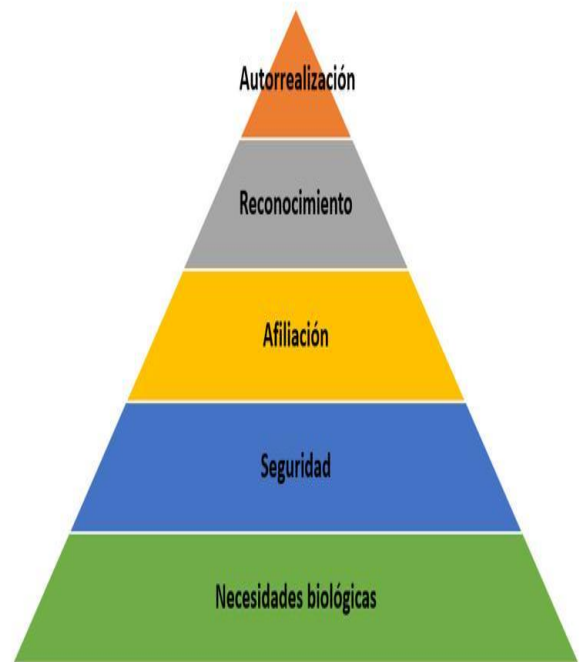 Autorrealización
Reconocimiento
Afiliación
Seguridad
Necesidades biológicas